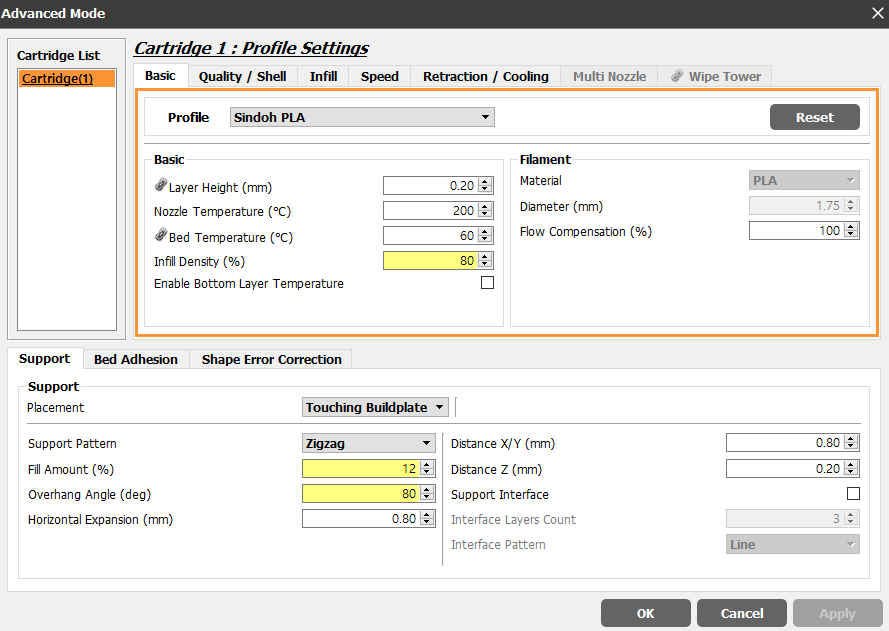 Advanced Mode
Cartridge List
Cartridge(1)
Cartridge 1 : Profile Settings
Basic Quality / Shell Infill Speed Retraction / Cooling Multi Nozzle Wipe Tower
Profile Sindoh PLA Reset
Basic
Layer Height (mm) 0.20
Nozzle Temperature (°C) 200
Bed Temperature (°C) 60
Infill Density (%) 80
Enable Bottom Layer Temperature
Filament
Material PLA
Diameter (mm) 1.75
Flow Compensation (%) 100
Support Bed Adhesion Shape Error Correction
Support
Placement Touching Buildplate
Support Pattern Zigzag
Fill Amount (%) 12
Overhang Angle (deg) 80
Horizontal Expansion (mm) 0.80
Distance X/Y (mm) 0.80
Distance Z (mm) 0.20
Support Interface
Interface Layers Count 3
Interface Pattern Line
OK Cancel Apply